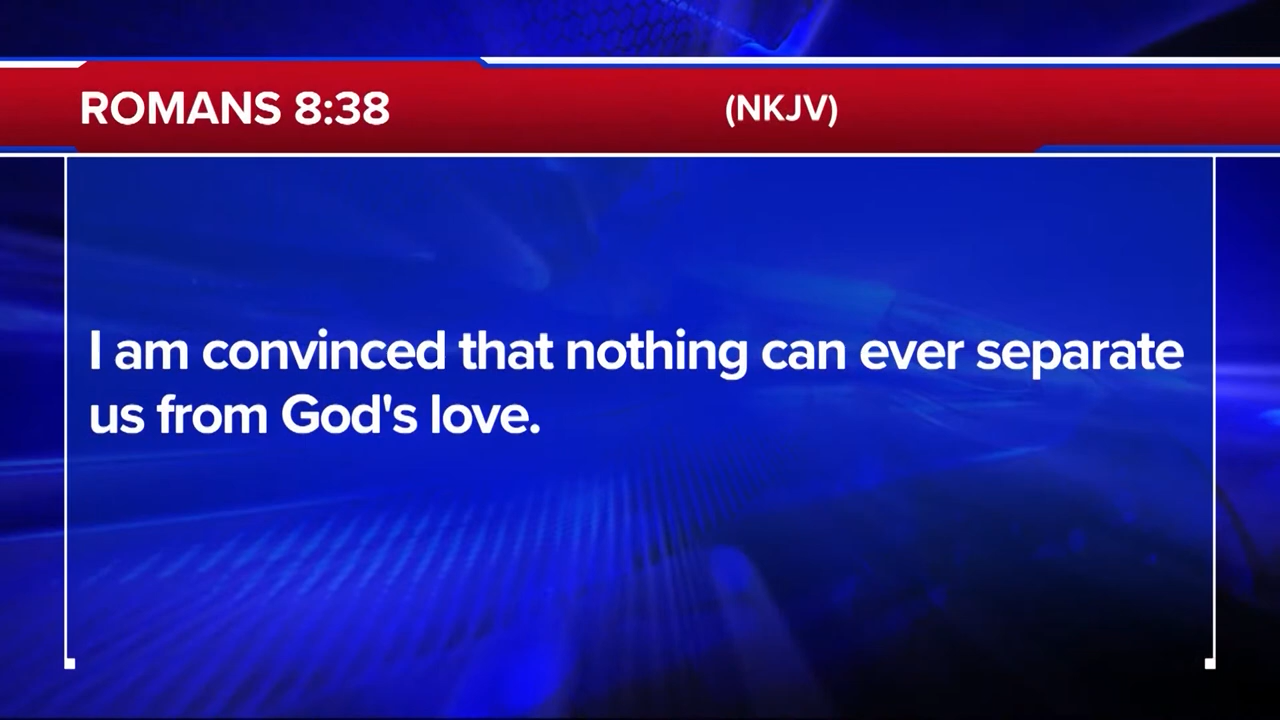 ROMANS 8:38 (NKJV)
I am convinced that nothing can ever separate
us from God's love.